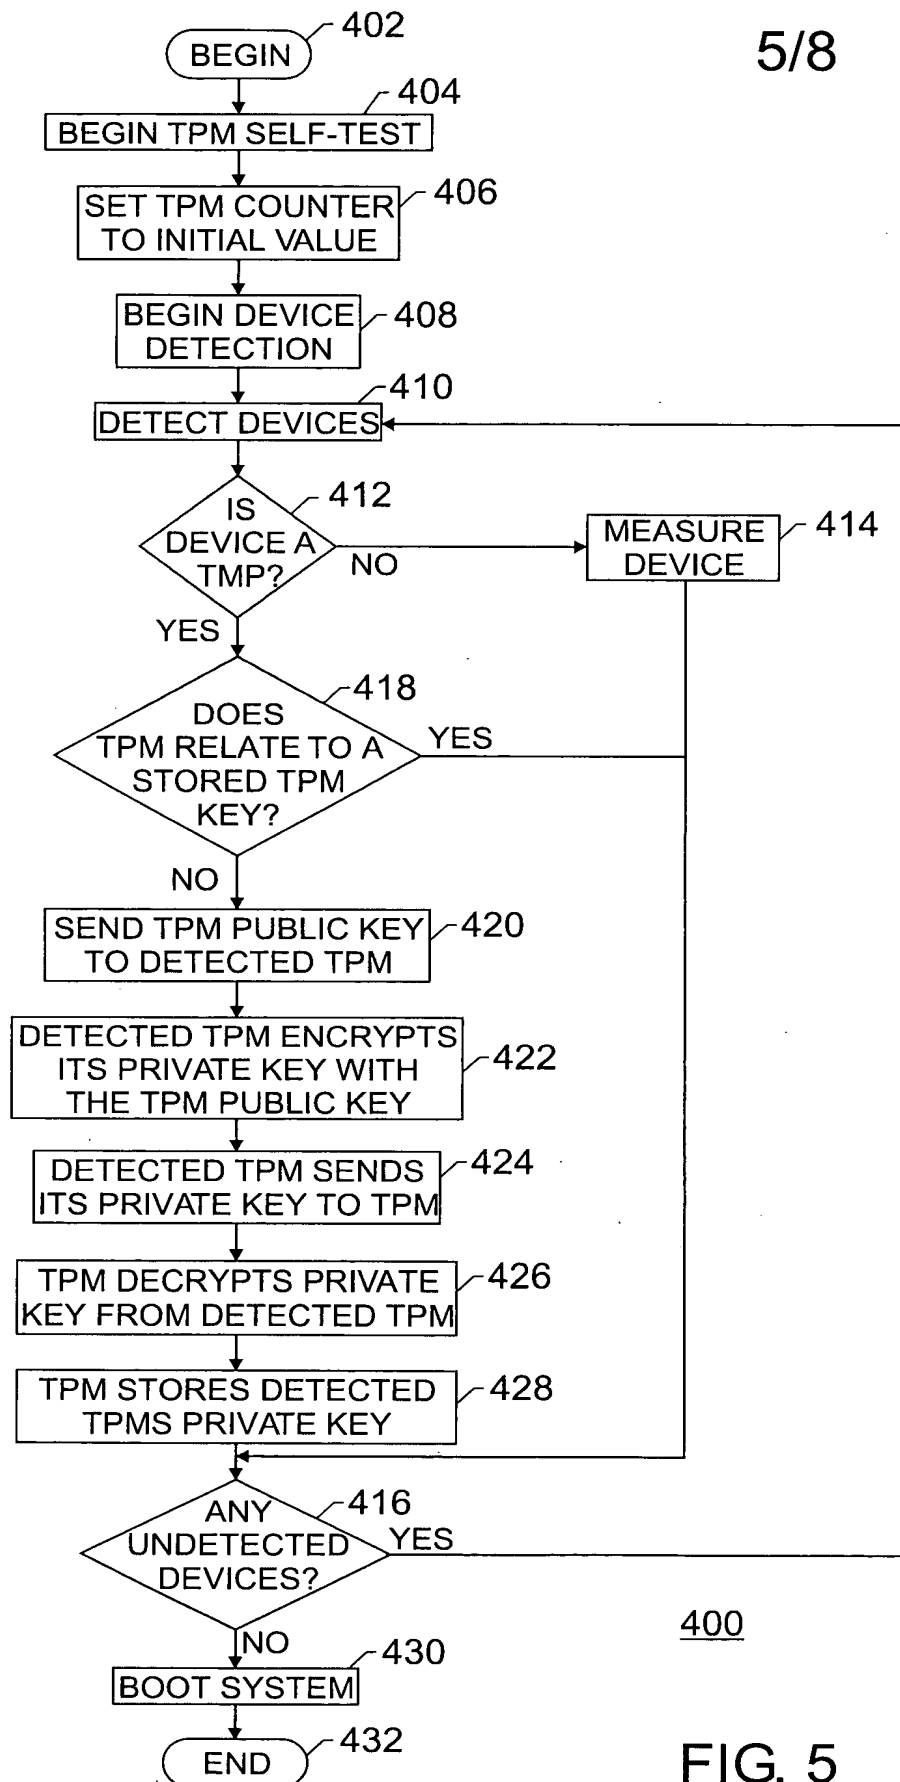 402
BEGIN
5/8
404
BEGIN TPM SELF-TEST
406
SET TPM COUNTER
TO INITIAL VALUE
408
BEGIN DEVICE
DETECTION
410
DETECT DEVICES
412
IS
DEVICE A
TMP?
NO
414
MEASURE
DEVICE
YES
418
DOES
TPM RELATE TO A
STORED TPM
KEY?
YES
NO
420
SEND TPM PUBLIC KEY
TO DETECTED TPM
422
DETECTED TPM ENCRYPTS
ITS PRIVATE KEY WITH
THE TPM PUBLIC KEY
424
DETECTED TPM SENDS
ITS PRIVATE KEY TO TPM
426
TPM DECRYPTS PRIVATE
KEY FROM DETECTED TPM
428
TPM STORES DETECTED
TPMS PRIVATE KEY
416
ANY
UNDETECTED
DEVICES?
YES
400
NO
430
BOOT SYSTEM
432
END
FIG. 5